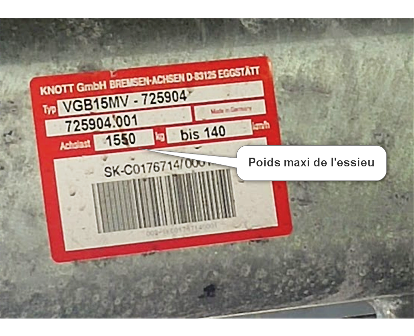 KNOTT GmbH BREMSEN-ACHSEN D-83125 EGGSTÄTT
Typ VGB15MV - 725904
Made in Germany
725904.001
Achslast 1550 kg bis 140 km/h
Poids maxi de l'essieu
SK-C0176714/0001